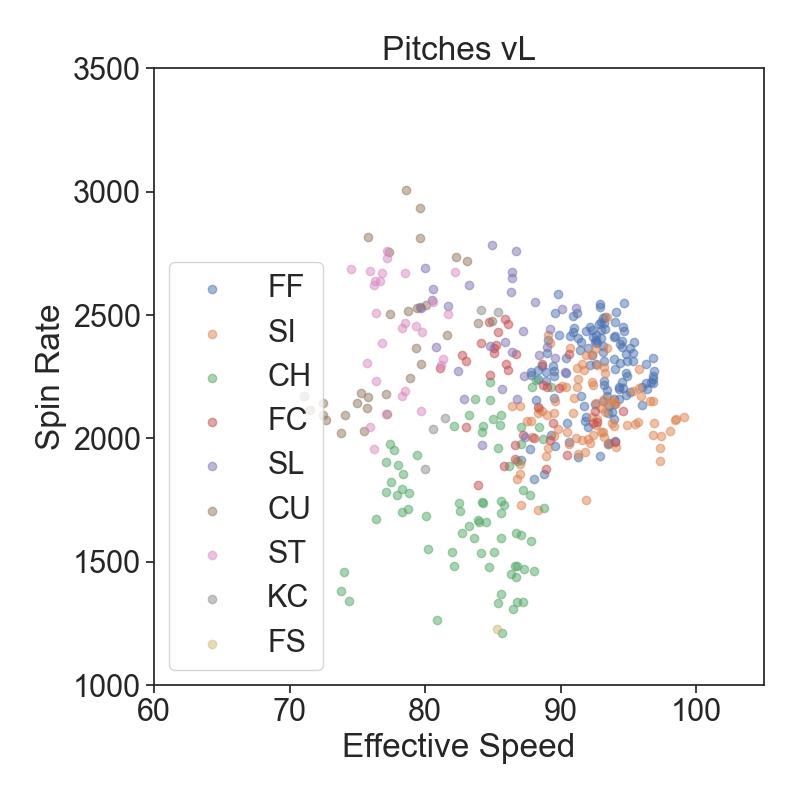 Pitches vL
3500
3000
2500
2000
1500
1000
Spin Rate
FF
SI
CH
FC
SL
CU
ST
KC
FS
60 70 80 90 100
Effective Speed